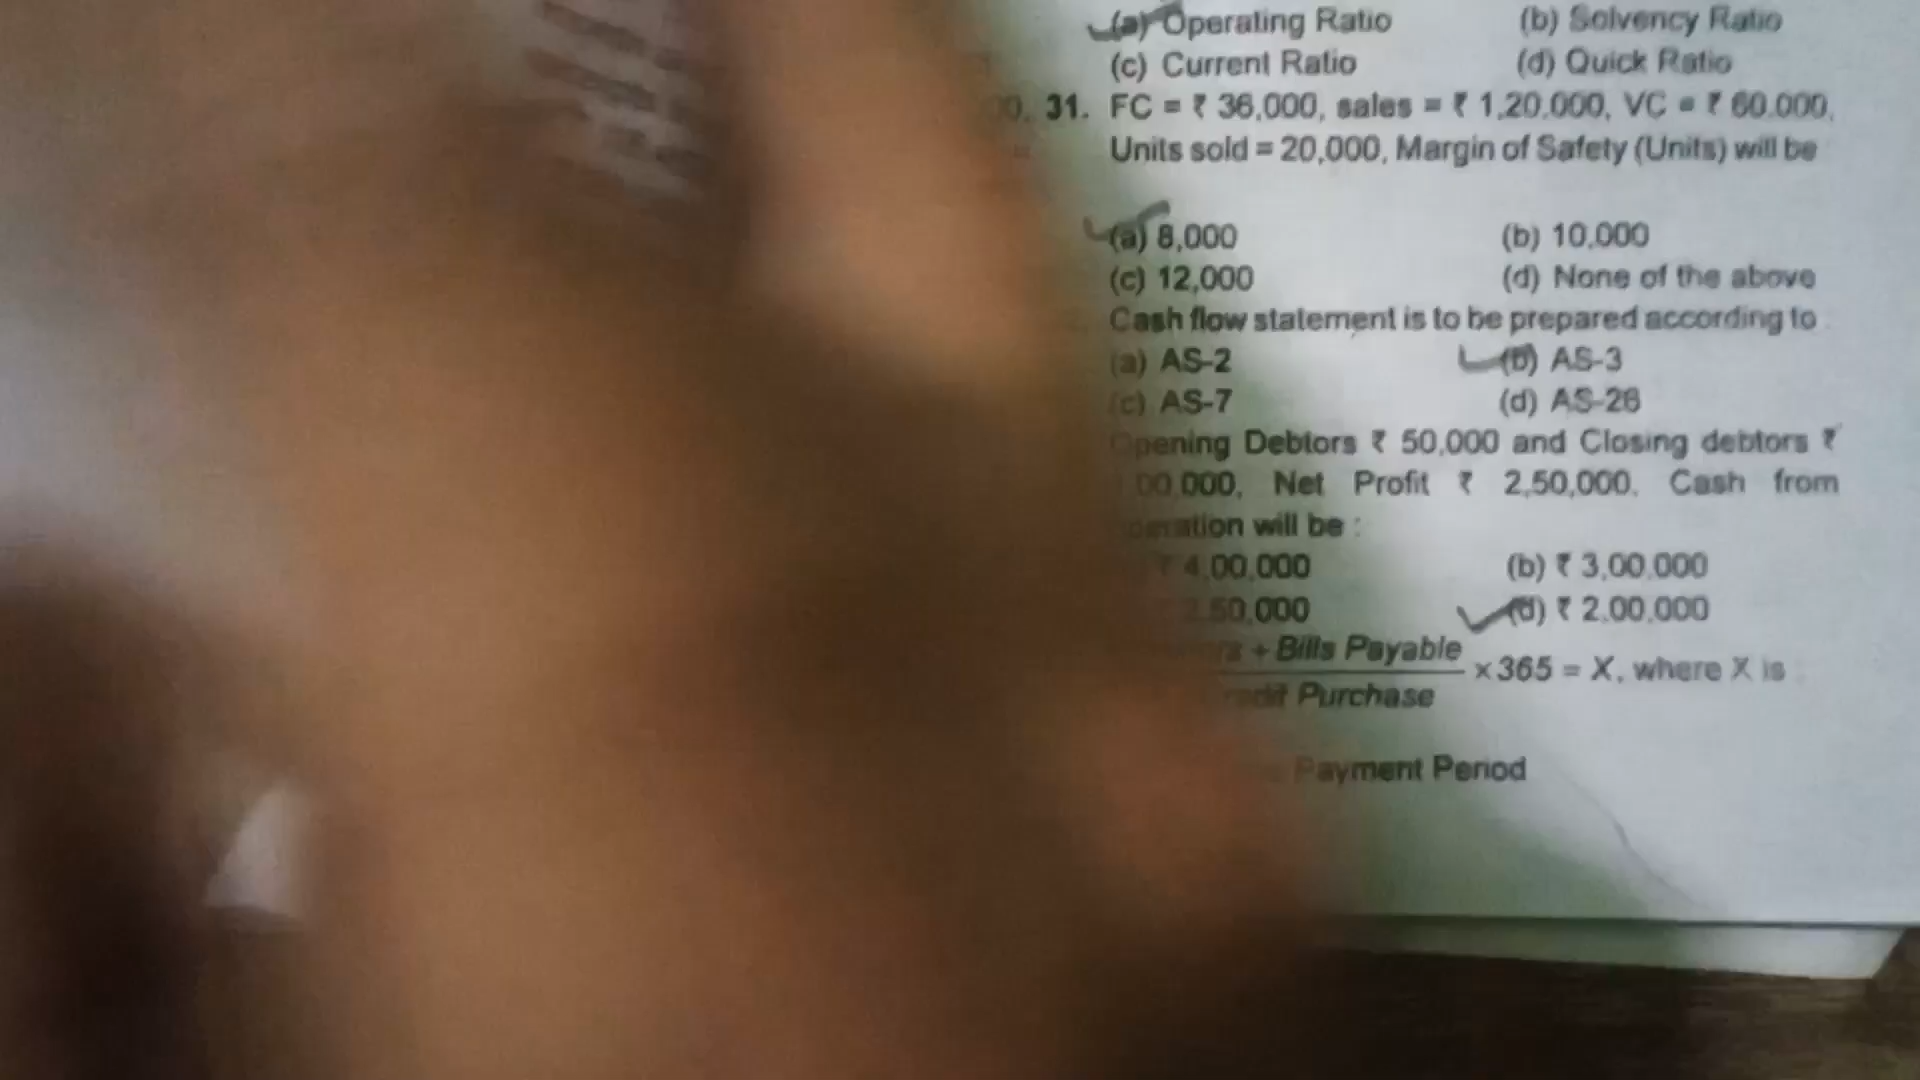 (a) Operating Ratio (b) Solvency Ratio
(c) Current Ratio (d) Quick Ratio
31. FC = ₹ 36,000, sales = ₹ 1,20,000, VC = ₹ 60,000,
Units sold = 20,000, Margin of Safety (Units) will be
(a) 8,000 (b) 10,000
(c) 12,000 (d) None of the above
Cash flow statement is to be prepared according to
(a) AS-2 (b) AS-3
(c) AS-7 (d) AS-26
Opening Debtors ₹ 50,000 and Closing debtors ₹
00,000, Net Profit ₹ 2,50,000. Cash from
will be :
₹ 4,00,000 (b) ₹ 3,00,000
50,000 (d) ₹ 2,00,000
+ Bills Payable
× 365 = X, where X is
Purchase
Payment Period